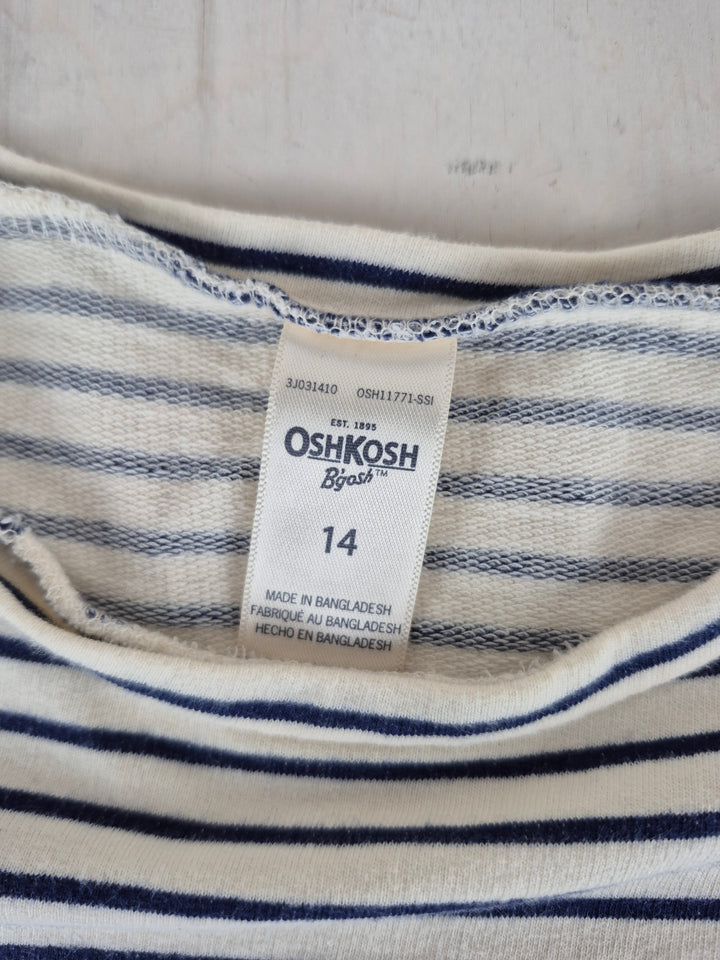 3J031410 OSH11771-SSI
EST. 1895
OSHKOSH
B'gosh™
14
MADE IN BANGLADESH
FABRIQUÉ AU BANGLADESH
HECHO EN BANGLADESH